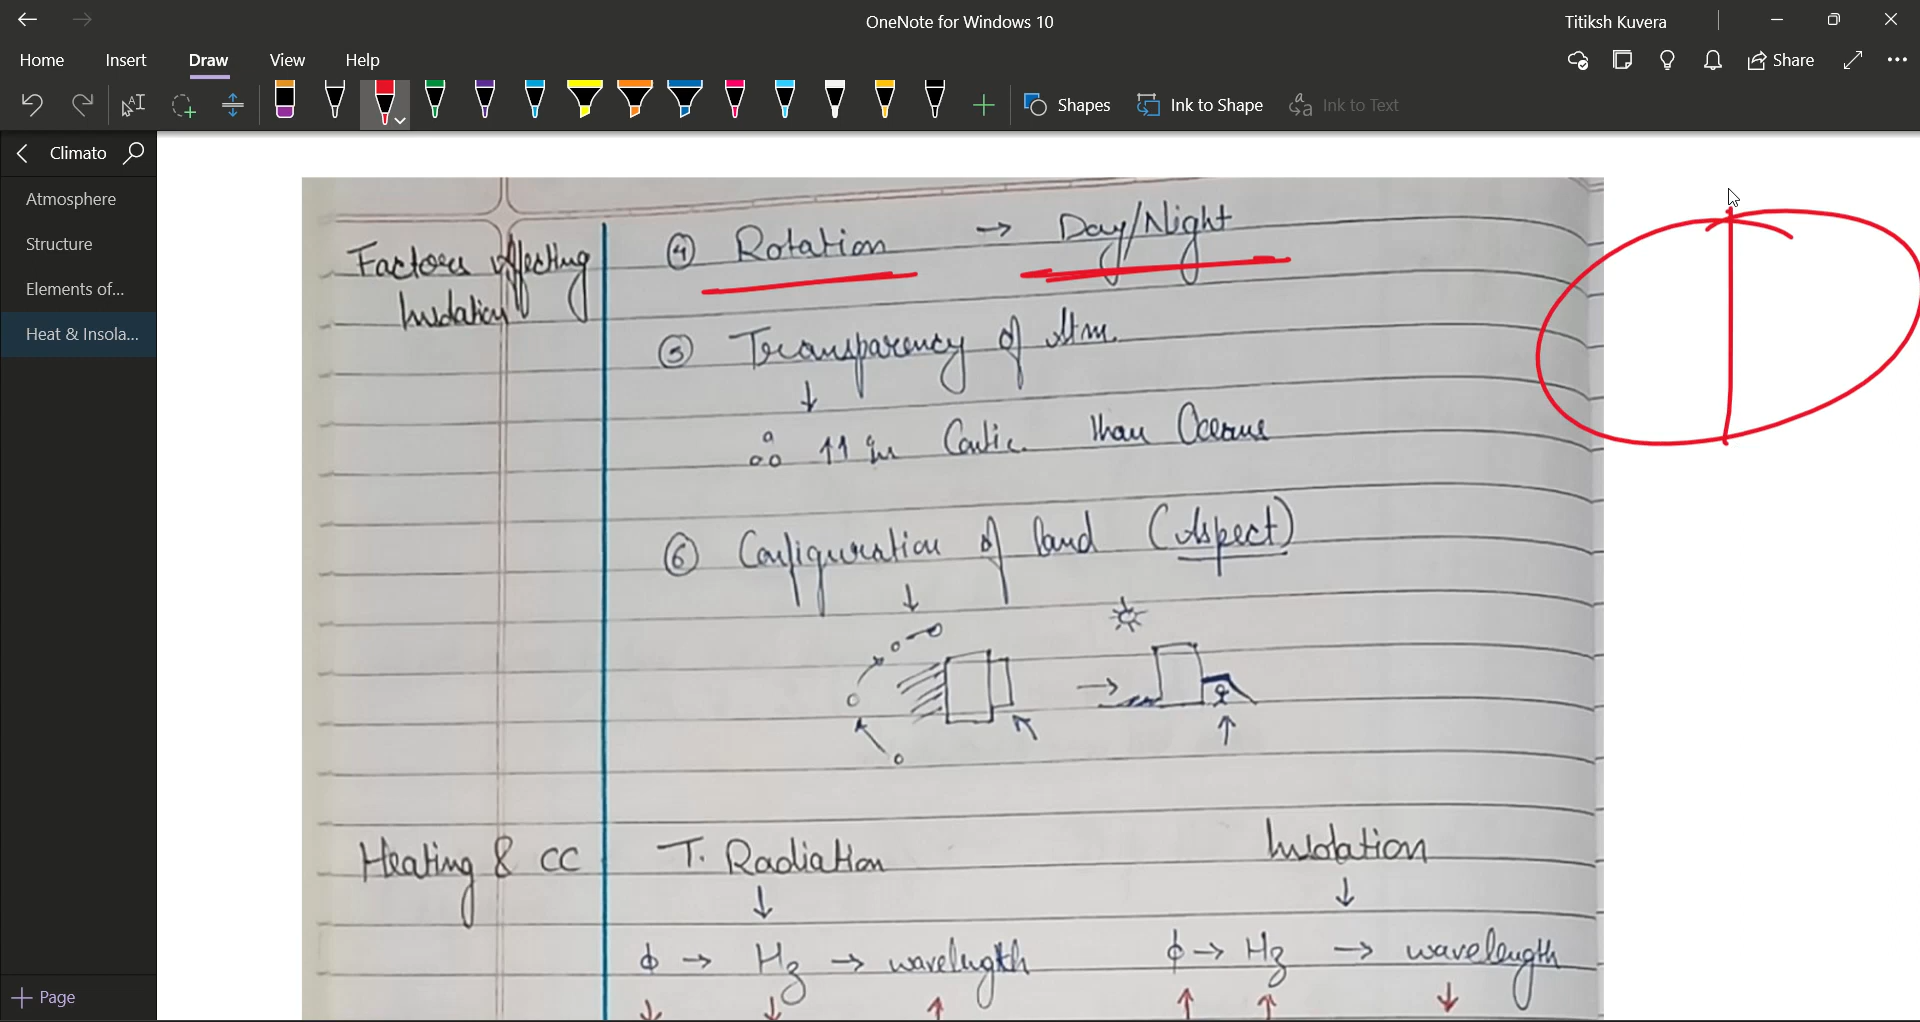 OneNote for Windows 10
Titiksh Kuvera
Home Insert Draw View Help
Share
Shapes Ink to Shape Ink to Text
Climato
Atmosphere
Structure
Elements of...
Heat & Insola...
Page
Factors affecting
Insolation
④ Rotation → Day/Night
⑤ Transparency of Atm.
↓
↑↑ in Contie. than Oceans
⑥ Configuration of land (Aspect)
↓
Heating & CC
T. Radiation Insolation
↓ ↓
ϕ → Hz → wavelength ϕ → Hz → wavelength
↓ ↓ ↑ ↑ ↑ ↓